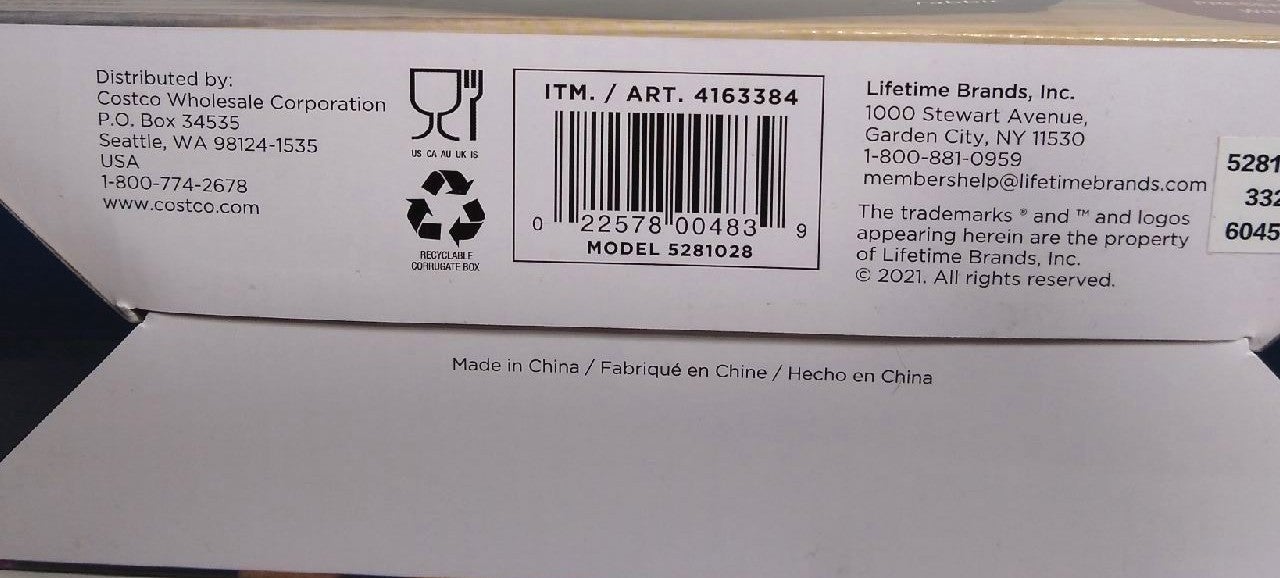 rabbit
Distributed by:
Costco Wholesale Corporation
P.O. Box 34535
Seattle, WA 98124-1535
USA
1-800-774-2678
www.costco.com
US CA AU UK IS
RECYCLABLE
CORRUGATE BOX
ITM. / ART. 4163384
0 22578 00483 9
MODEL 5281028
Lifetime Brands, Inc.
1000 Stewart Avenue,
Garden City, NY 11530
1-800-881-0959
membershelp@lifetimebrands.com
The trademarks ® and ™ and logos
appearing herein are the property
of Lifetime Brands, Inc.
© 2021. All rights reserved.
5281
332
6045
Made in China / Fabriqué en Chine / Hecho en China